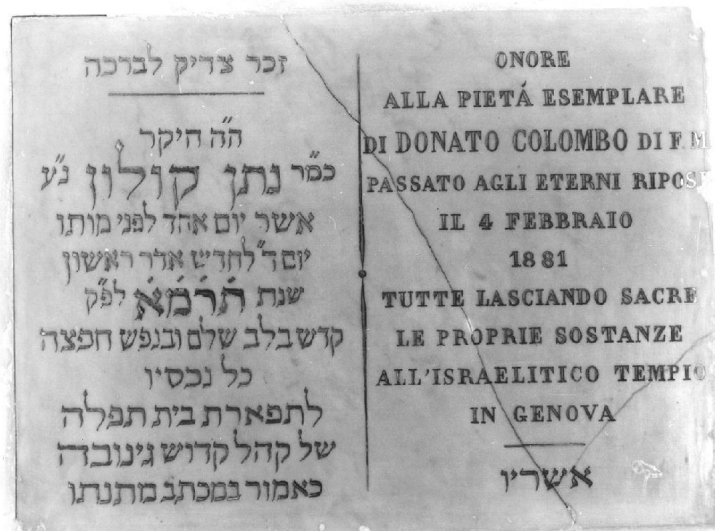 זכר צדיק לברכה
ה״ה היקר
כמ״ר נתן קולון נ״ע
אשר יום אחד לפני מותו
יום ד׳ לחדש אדר ראשון
שנת תרמא לפ״ק
קדש בלב שלם ובנפש חפצה
כל נכסיו
לתפארת בית תפלה
של קהל קדוש גינובה
כאמור במכתב מתנתו
ONORE
ALLA PIETÁ ESEMPLARE
DI DONATO COLOMBO DI F. M
PASSATO AGLI ETERNI RIPOSI
IL 4 FEBBRAIO
1881
TUTTE LASCIANDO SACRE
LE PROPRIE SOSTANZE
ALL'ISRAELITICO TEMPIO
IN GENOVA
אשריו